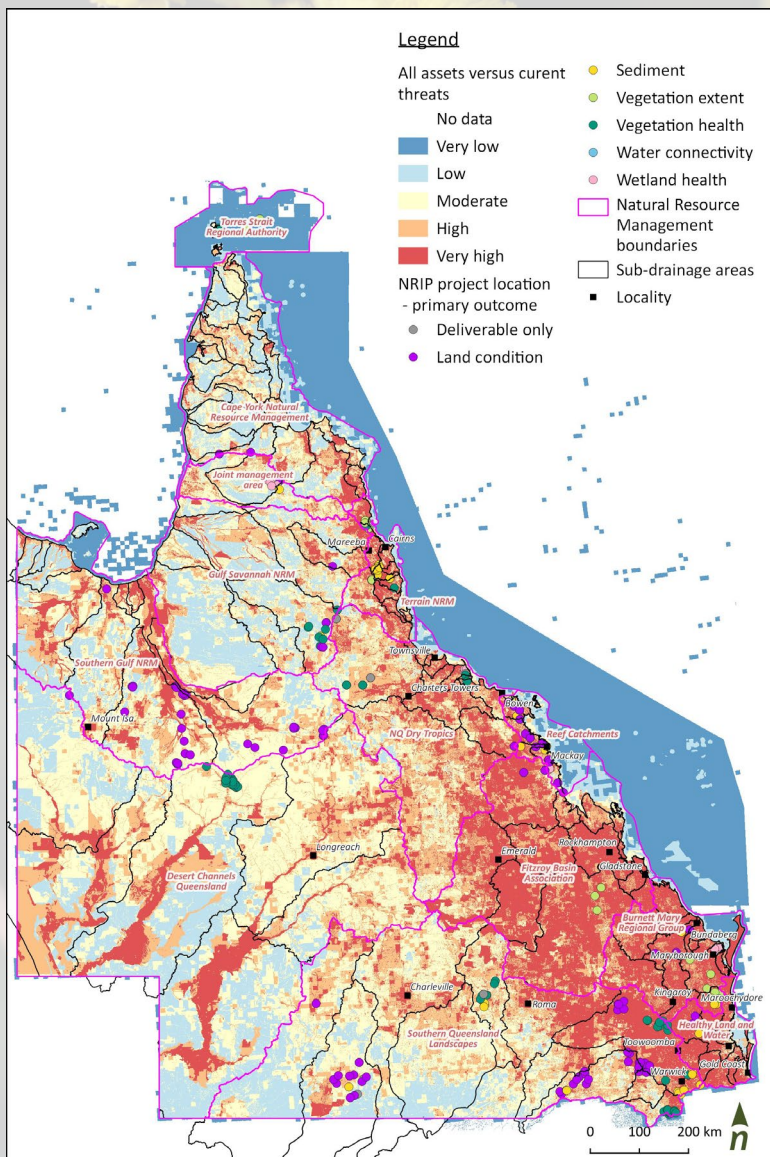 Legend
All assets versus curent
threats
No data
Very low
Low
Moderate
High
Very high
NRIP project location
- primary outcome
Deliverable only
Land condition
Sediment
Vegetation extent
Vegetation health
Water connectivity
Wetland health
Natural Resource
Management
boundaries
Sub-drainage areas
Locality
Torres Strait
Regional Authority
Cape York Natural
Resource Management
Joint management
area
Mareeba
Cairns
Gulf Savannah NRM
Terrain NRM
Townsville
Southern Gulf NRM
Charters Towers
Mount Isa
Bowen
NQ Dry Tropics
Reef Catchments
Mackay
Longreach
Emerald
Rockhampton
Fitzroy Basin
Association
Gladstone
Desert Channels
Queensland
Burnett Mary
Regional Group
Bundaberg
Maryborough
Charleville
Roma
Kingaroy
Maroochydore
Southern Queensland
Landscapes
Healthy Land and
Water
Toowoomba
Warwick
Gold Coast
0 100 200 km
n